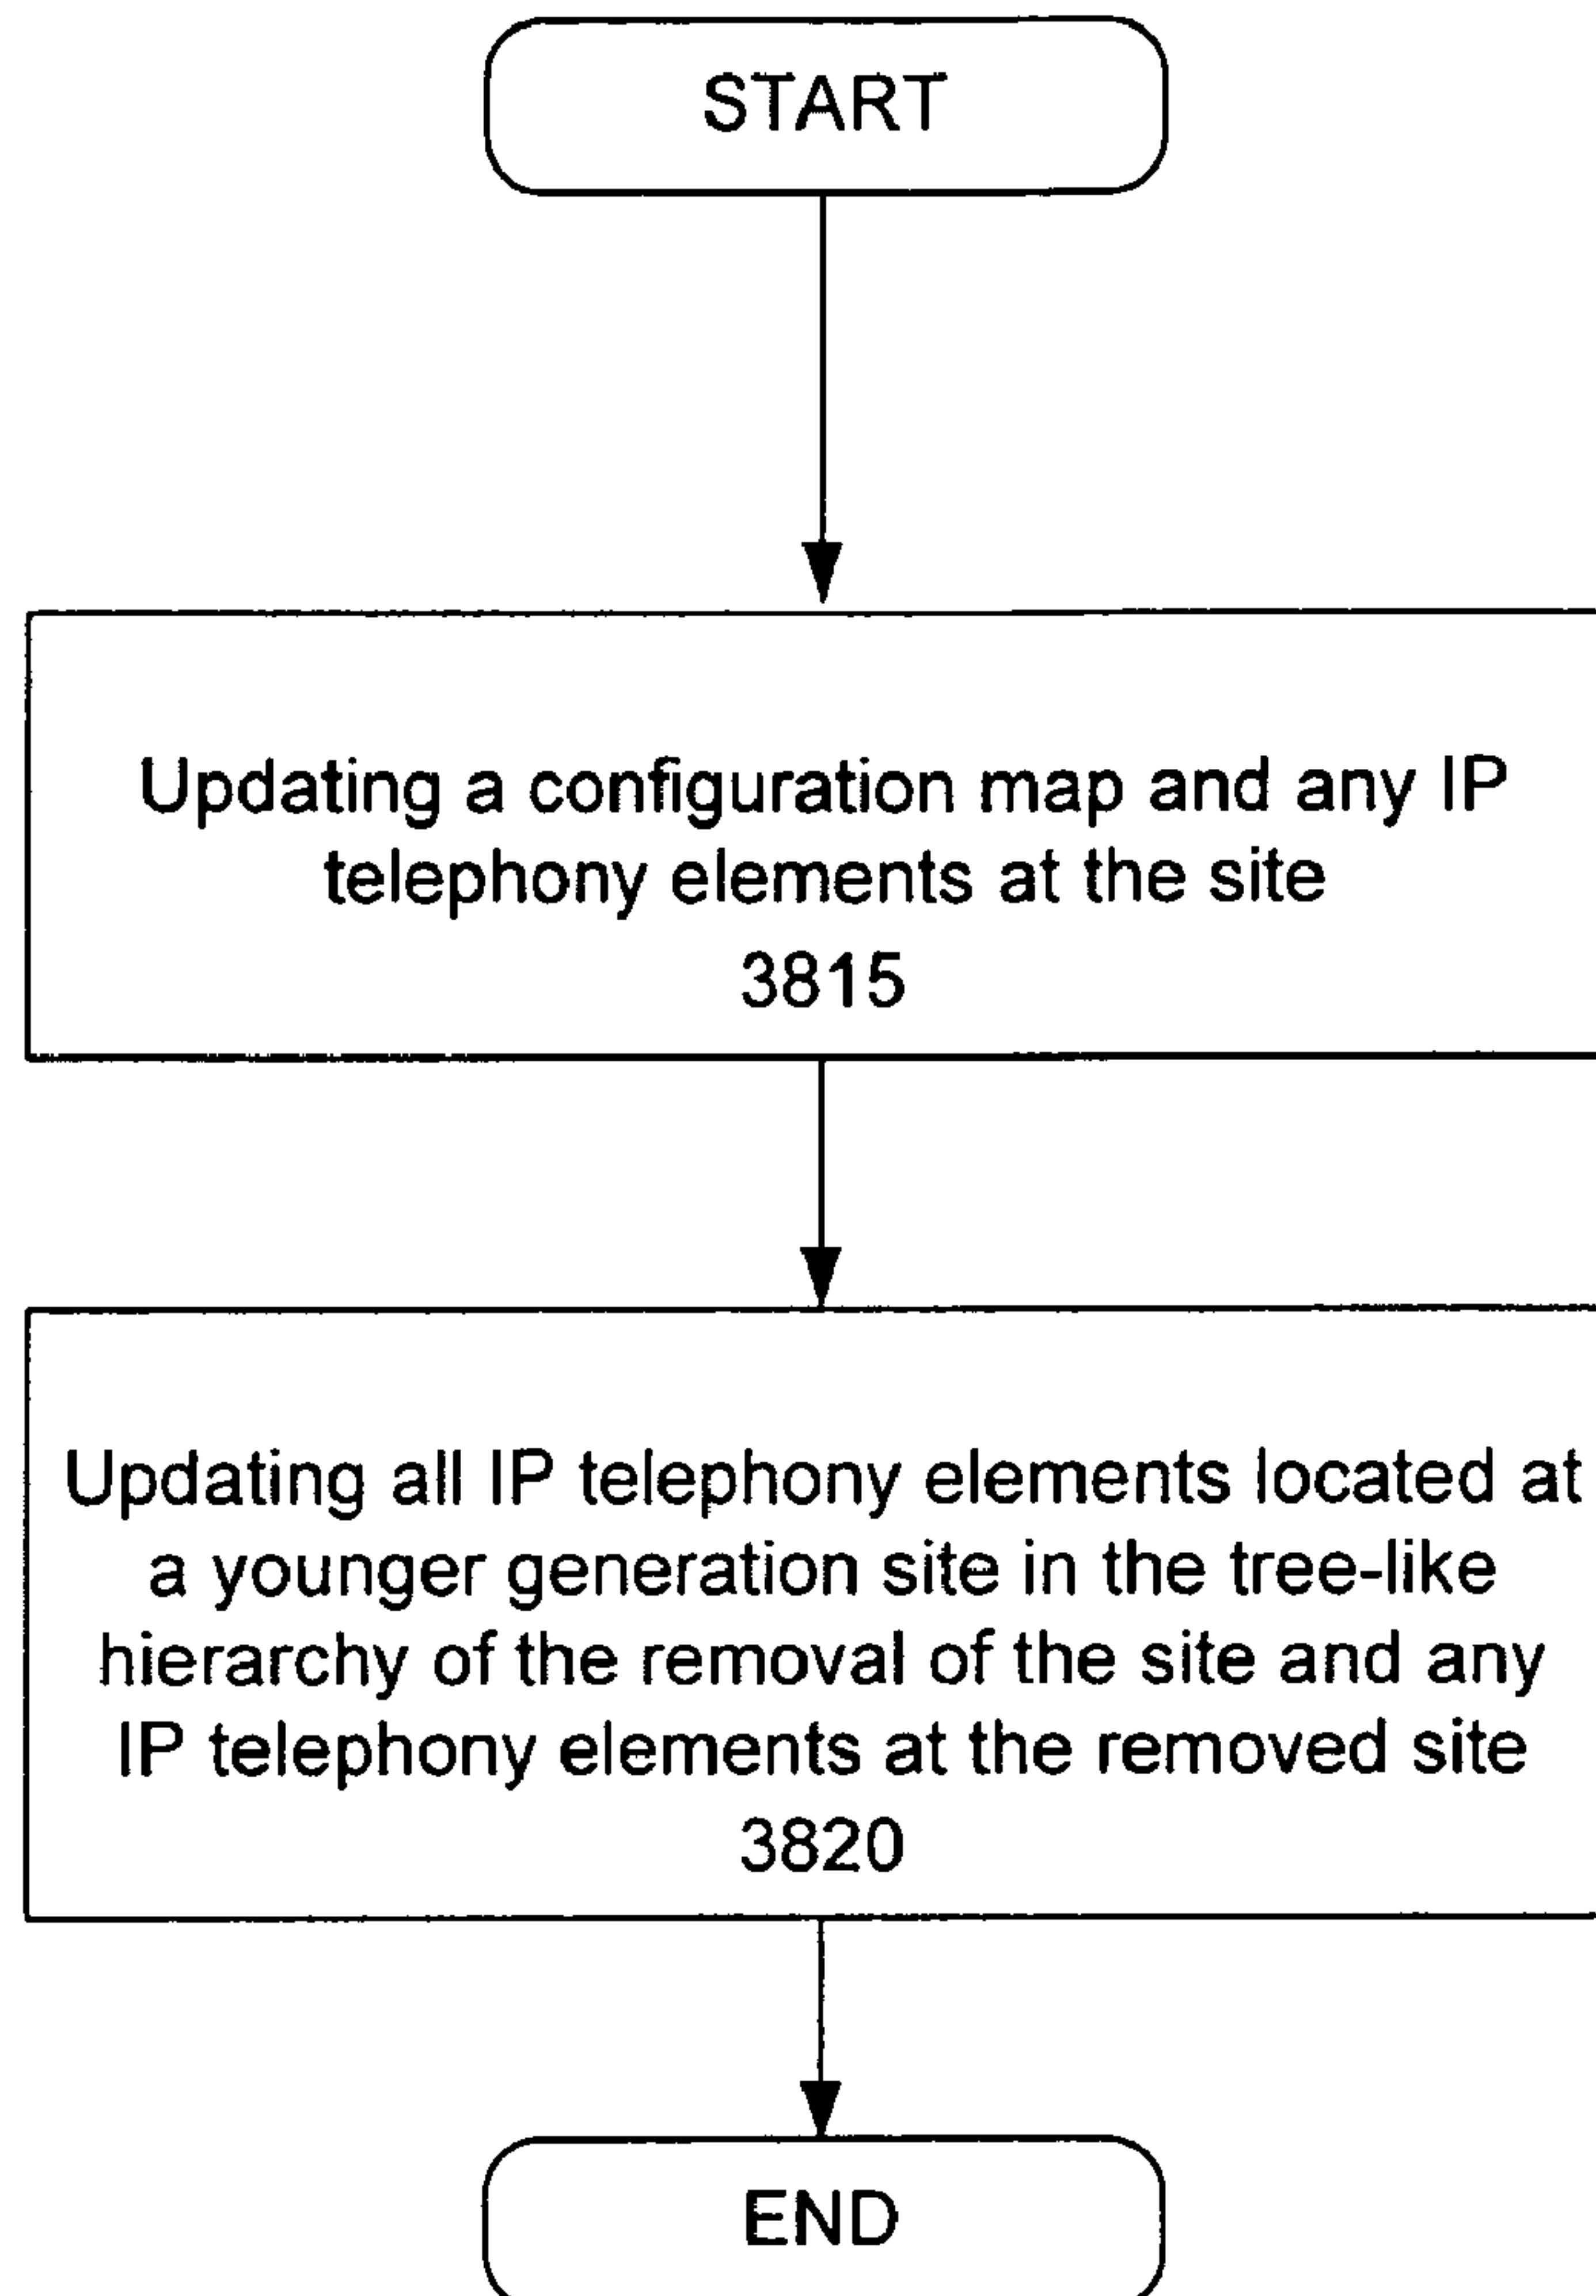 START
Updating a configuration map and any IP
telephony elements at the site
3815
Updating all IP telephony elements located at
a younger generation site in the tree-like
hierarchy of the removal of the site and any
IP telephony elements at the removed site
3820
END